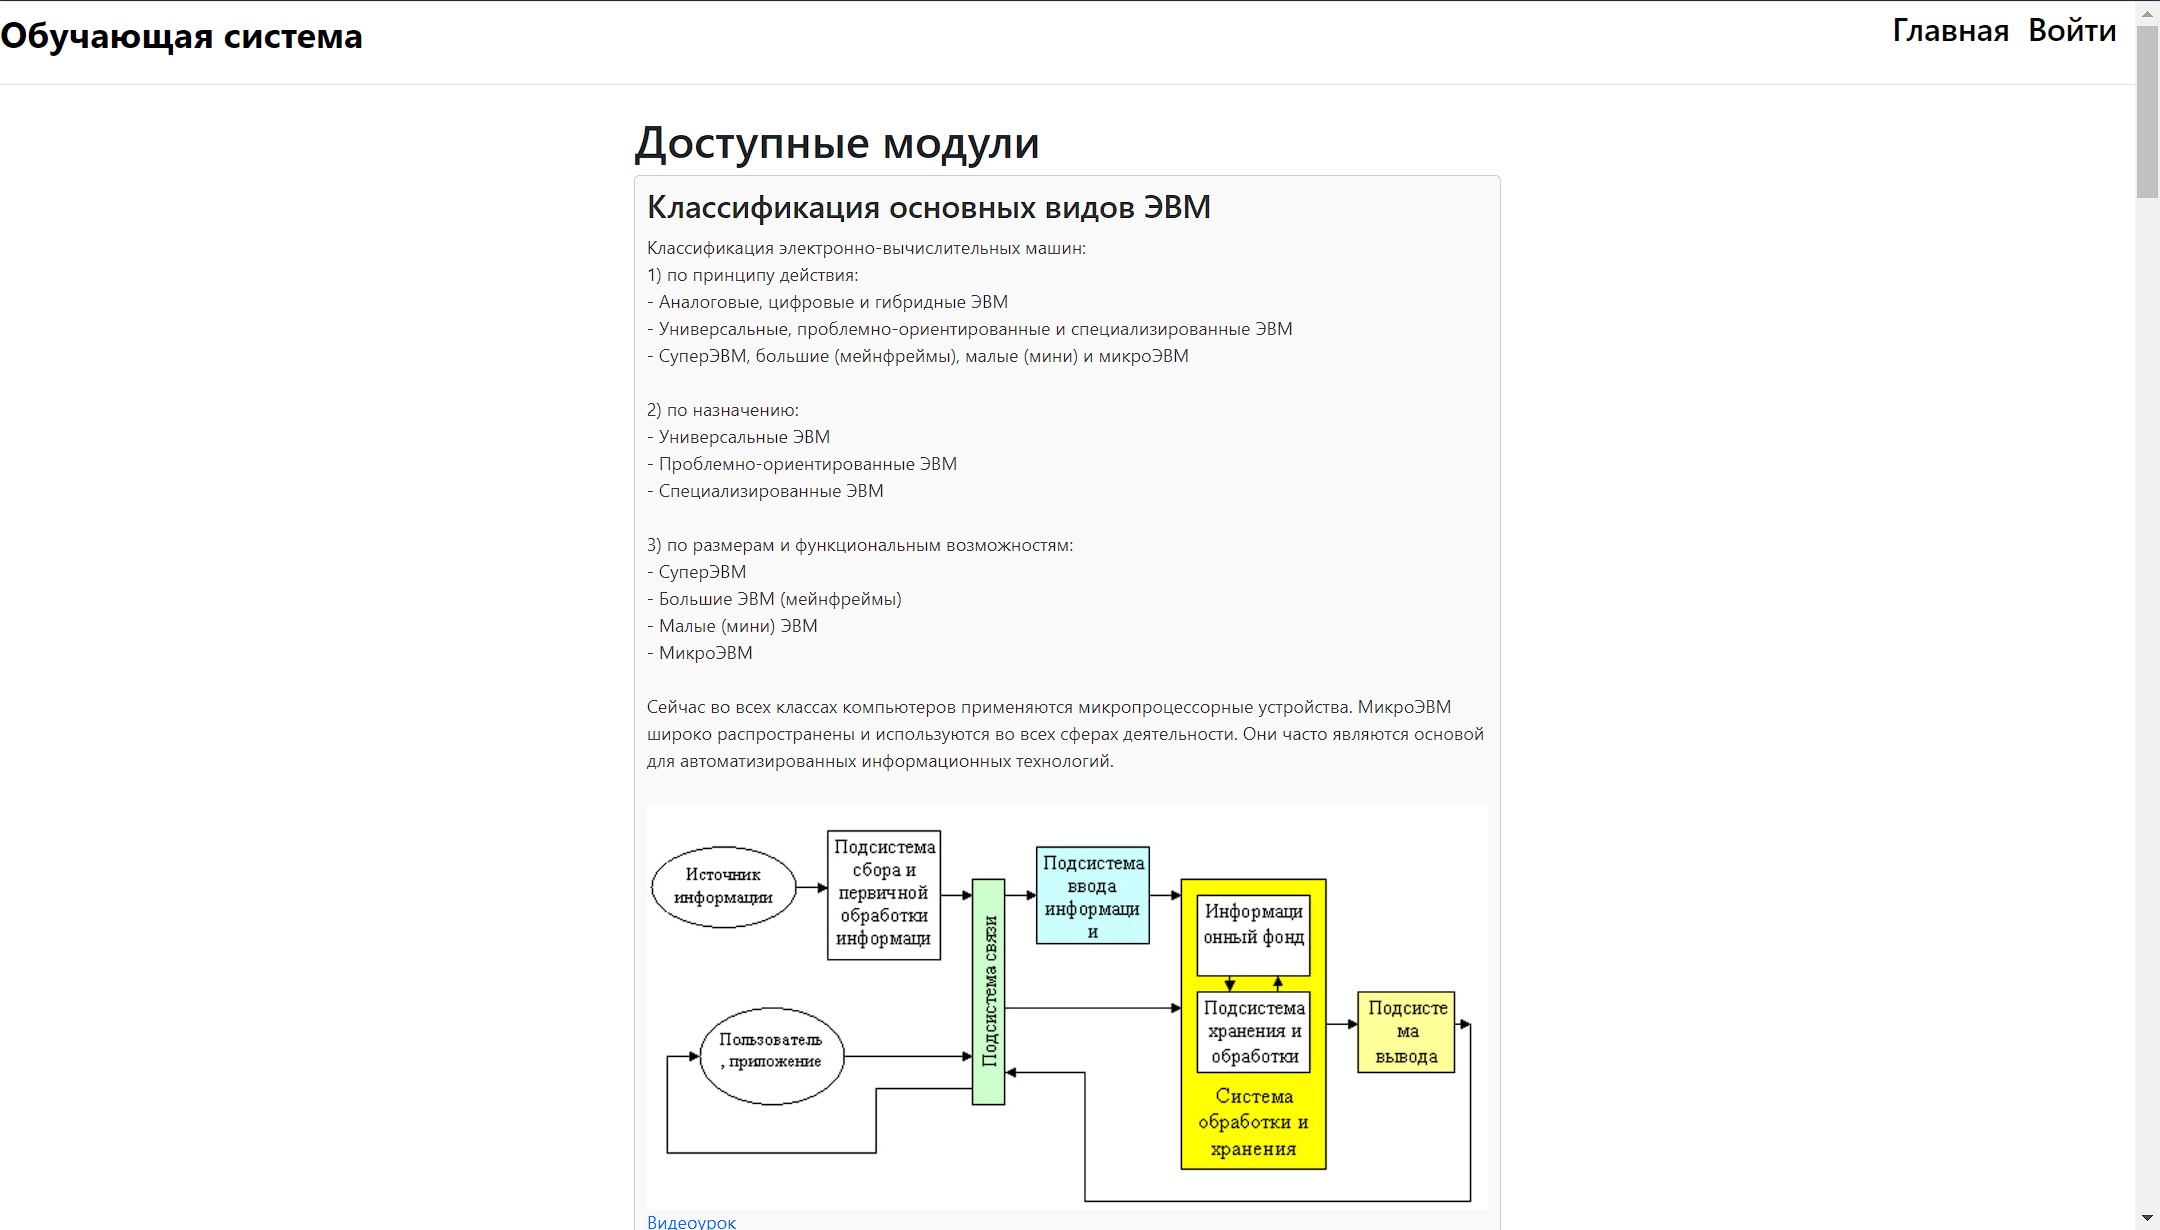 Обучающая система
Главная Войти
Доступные модули
Классификация основных видов ЭВМ
Классификация электронно-вычислительных машин:
1) по принципу действия:
- Аналоговые, цифровые и гибридные ЭВМ
- Универсальные, проблемно-ориентированные и специализированные ЭВМ
- СуперЭВМ, большие (мейнфреймы), малые (мини) и микроЭВМ
2) по назначению:
- Универсальные ЭВМ
- Проблемно-ориентированные ЭВМ
- Специализированные ЭВМ
3) по размерам и функциональным возможностям:
- СуперЭВМ
- Большие ЭВМ (мейнфреймы)
- Малые (мини) ЭВМ
- МикроЭВМ
Сейчас во всех классах компьютеров применяются микропроцессорные устройства. МикроЭВМ
широко распространены и используются во всех сферах деятельности. Они часто являются основой
для автоматизированных информационных технологий.
Источник
информации
Подсистема
сбора и
первичной
обработки
информаци
Подсистема связи
Подсистема
ввода
информаци
и
Информаци
онный фонд
Подсистема
хранения и
обработки
Система
обработки и
хранения
Подсисте
ма
вывода
Пользователь
, приложение
Видеоурок